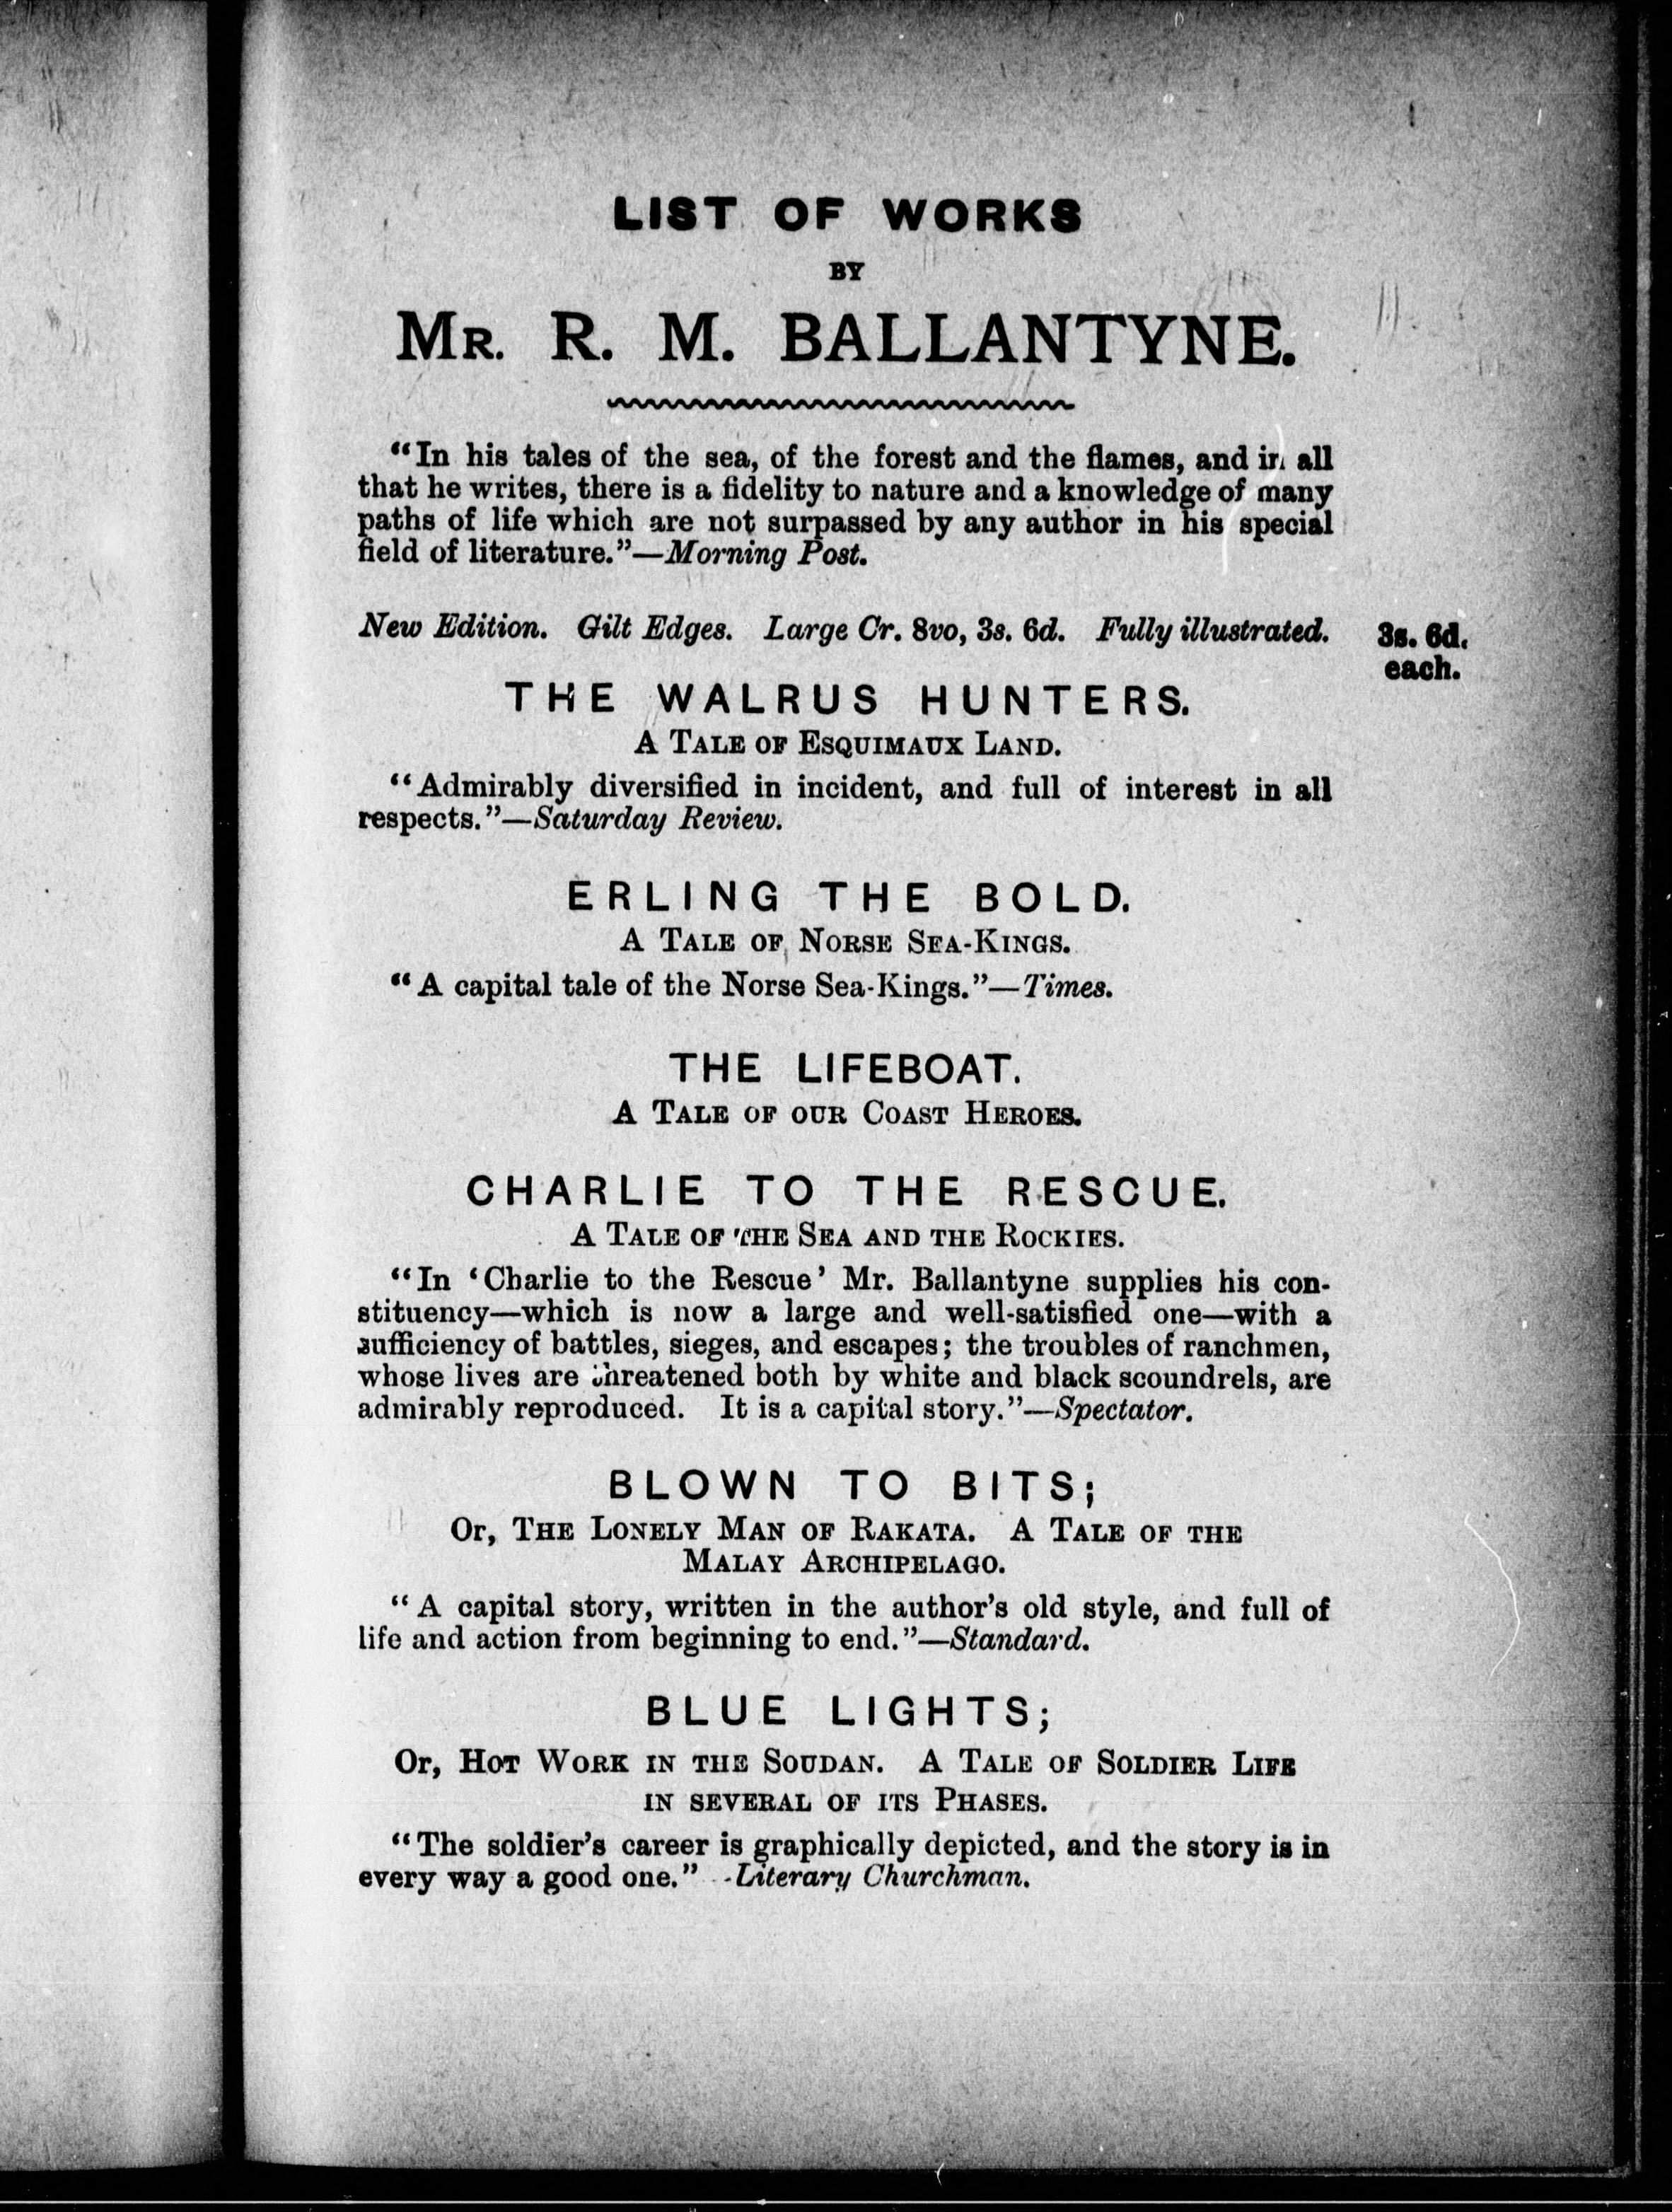 LIST OF WORKS
BY
MR. R. M. BALLANTYNE.
“In his tales of the sea, of the forest and the flames, and in all
that he writes, there is a fidelity to nature and a knowledge of many
paths of life which are not surpassed by any author in his special
field of literature.”—Morning Post.
New Edition. Gilt Edges. Large Cr. 8vo, 3s. 6d. Fully illustrated.
3s. 6d.
each.
THE WALRUS HUNTERS.
A TALE OF ESQUIMAUX LAND.
“Admirably diversified in incident, and full of interest in all
respects.”—Saturday Review.
ERLING THE BOLD.
A TALE OF NORSE SEA-KINGS.
“A capital tale of the Norse Sea-Kings.”—Times.
THE LIFEBOAT.
A TALE OF OUR COAST HEROES.
CHARLIE TO THE RESCUE.
A TALE OF THE SEA AND THE ROCKIES.
“In ‘Charlie to the Rescue’ Mr. Ballantyne supplies his con-
stituency—which is now a large and well-satisfied one—with a
sufficiency of battles, sieges, and escapes; the troubles of ranchmen,
whose lives are threatened both by white and black scoundrels, are
admirably reproduced. It is a capital story.”—Spectator.
BLOWN TO BITS;
Or, THE LONELY MAN OF RAKATA. A TALE OF THE
MALAY ARCHIPELAGO.
“A capital story, written in the author’s old style, and full of
life and action from beginning to end.”—Standard.
BLUE LIGHTS;
Or, HOT WORK IN THE SOUDAN. A TALE OF SOLDIER LIFE
IN SEVERAL OF ITS PHASES.
“The soldier’s career is graphically depicted, and the story is in
every way a good one.” -Literary Churchman.